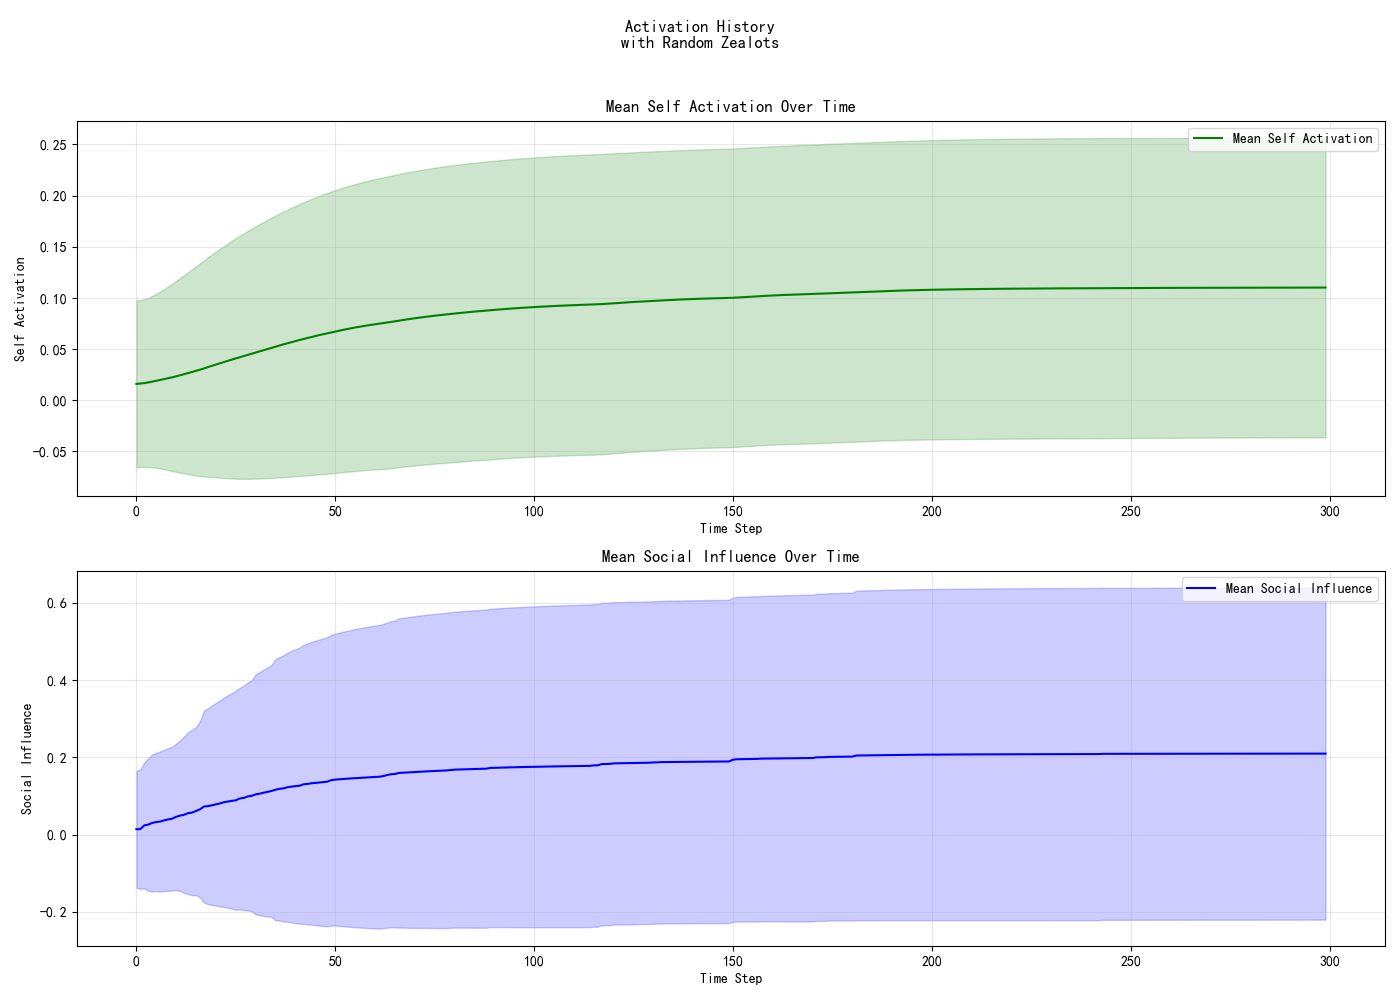 Activation History
with Random Zealots
Mean Self Activation Over Time
Mean Self Activation
Self Activation
0.25
0.20
0.15
0.10
0.05
0.00
−0.05
0 50 100 150 200 250 300
Time Step
Mean Social Influence Over Time
Mean Social Influence
Social Influence
0.6
0.4
0.2
0.0
−0.2
0 50 100 150 200 250 300
Time Step